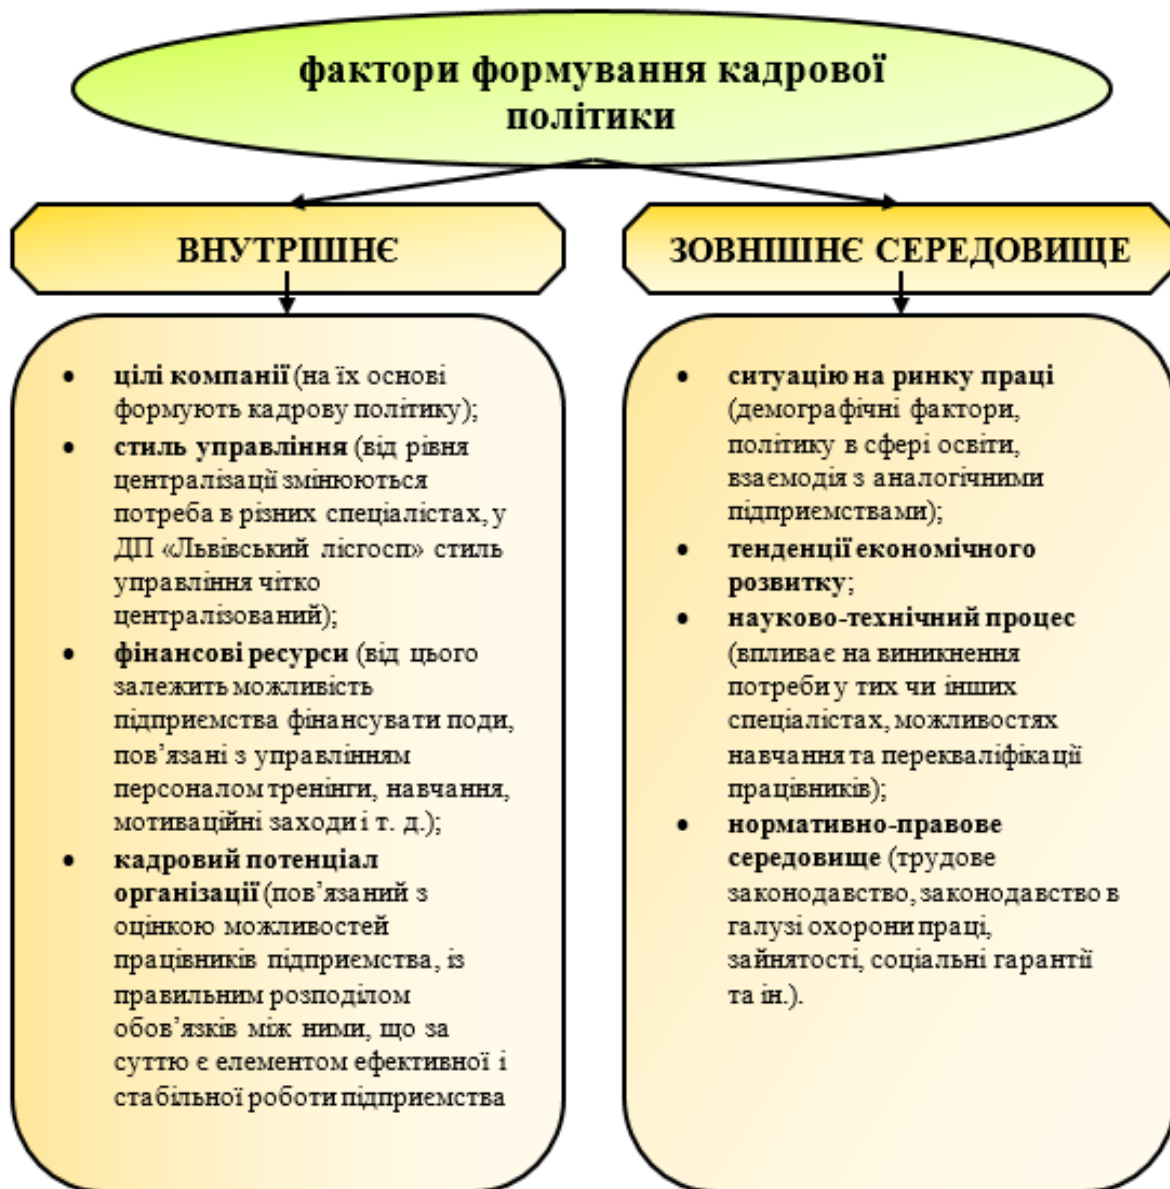 фактори формування кадрової
політики
ВНУТРІШНЄ
• цілі компанії (на їх основі
формують кадрову політику);
• стиль управління (від рівня
централізації змінюються
потреба в різних спеціалістах, у
ДП «Львівський лісгосп» стиль
управління чітко
централізований);
• фінансові ресурси (від цього
залежить можливість
підприємства фінансувати поди,
пов’язані з управлінням
персоналом тренінги, навчання,
мотиваційні заходи і т. д.);
• кадровий потенціал
організації (пов’язаний з
оцінкою можливостей
працівників підприємства, із
правильним розподілом
обов’язків між ними, що за
суттю є елементом ефективної і
стабільної роботи підприємства
ЗОВНІШНЄ СЕРЕДОВИЩЕ
• ситуацію на ринку праці
(демографічні фактори,
політику в сфері освіти,
взаємодія з аналогічними
підприємствами);
• тенденції економічного
розвитку;
• науково-технічний процес
(впливає на виникнення
потреби у тих чи інших
спеціалістах, можливостях
навчання та перекваліфікації
працівників);
• нормативно-правове
середовище (трудове
законодавство, законодавство в
галузі охорони праці,
зайнятості, соціальні гарантії
та ін.).